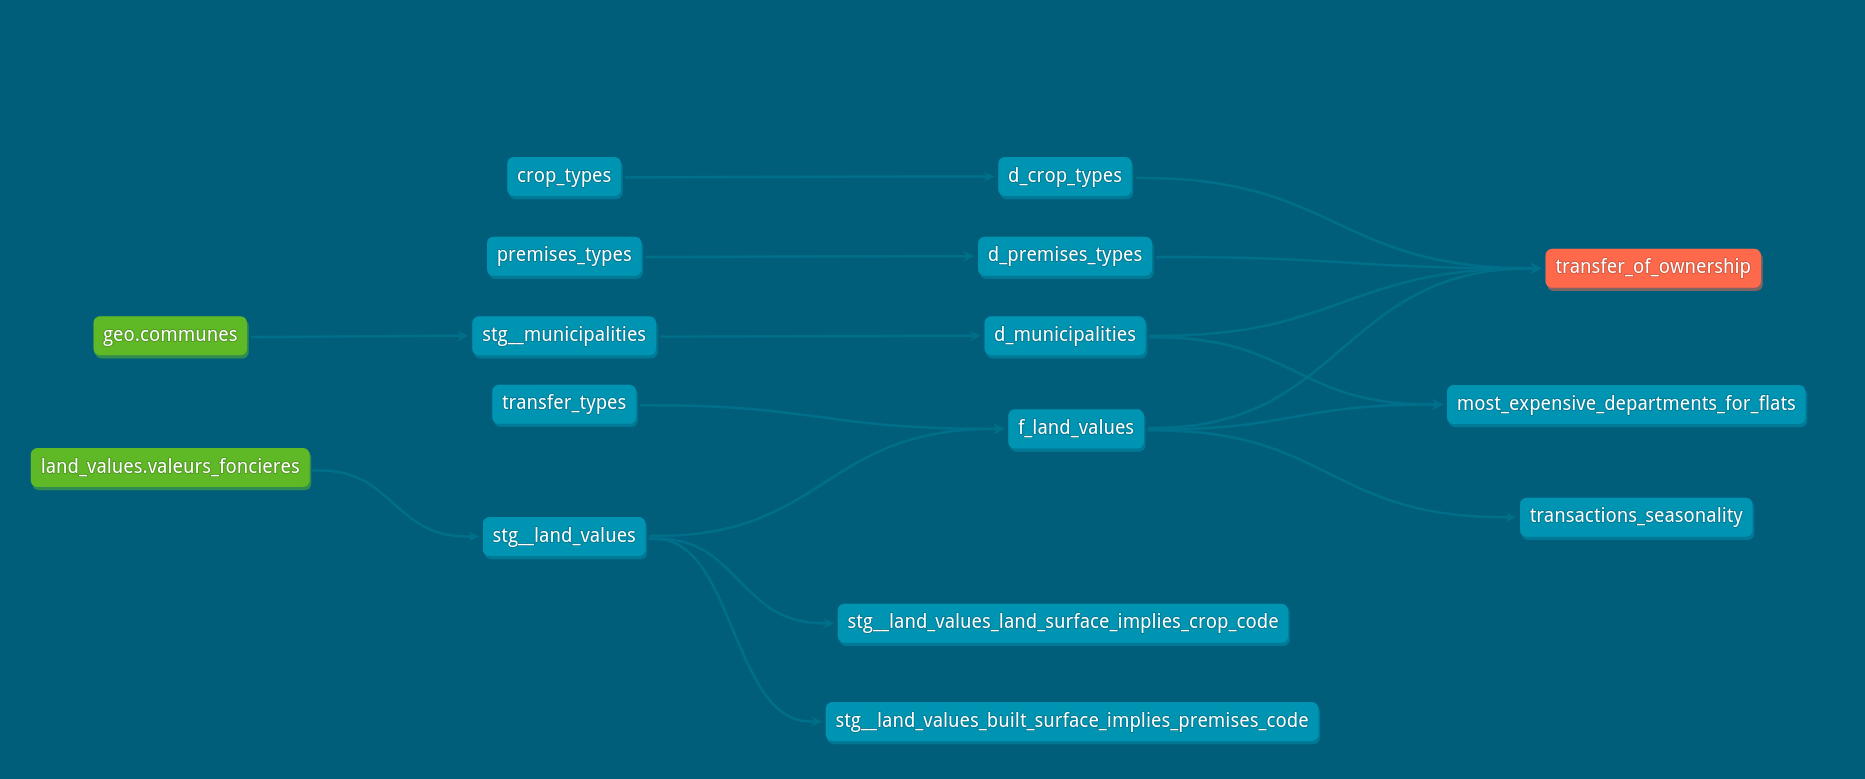 crop_types
d_crop_types
premises_types
d_premises_types
transfer_of_ownership
geo.communes
stg__municipalities
d_municipalities
transfer_types
most_expensive_departments_for_flats
f_land_values
land_values.valeurs_foncieres
transactions_seasonality
stg__land_values
stg__land_values_land_surface_implies_crop_code
stg__land_values_built_surface_implies_premises_code